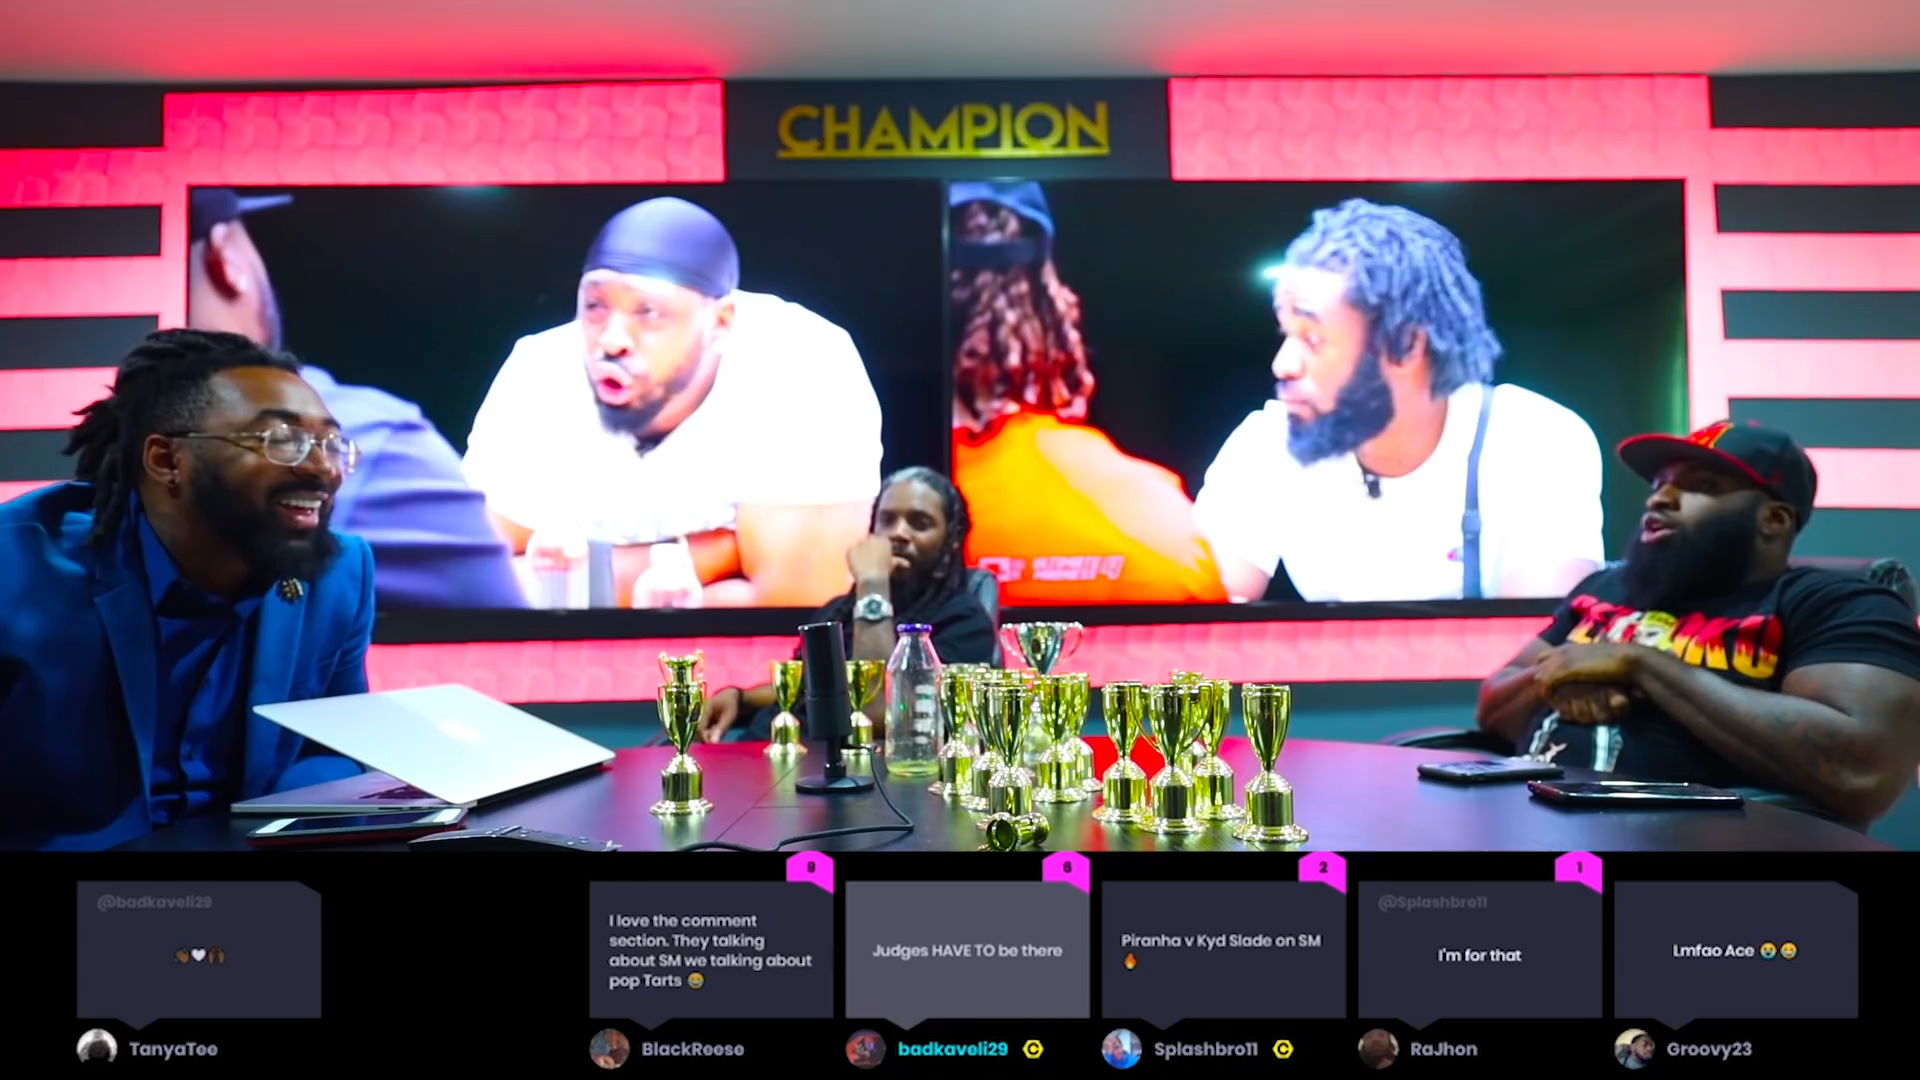 CHAMPION
9
6
2
1
@badkaveli29
I love the comment
section. They talking
about SM we talking about
pop Tarts 😂
Judges HAVE TO be there
Piranha v Kyd Slade on SM
🔥
@Splashbro11
I'm for that
Lmfao Ace 😭😂
TanyaTee
BlackReese
badkaveli29
Splashbro11
RaJhon
Groovy23